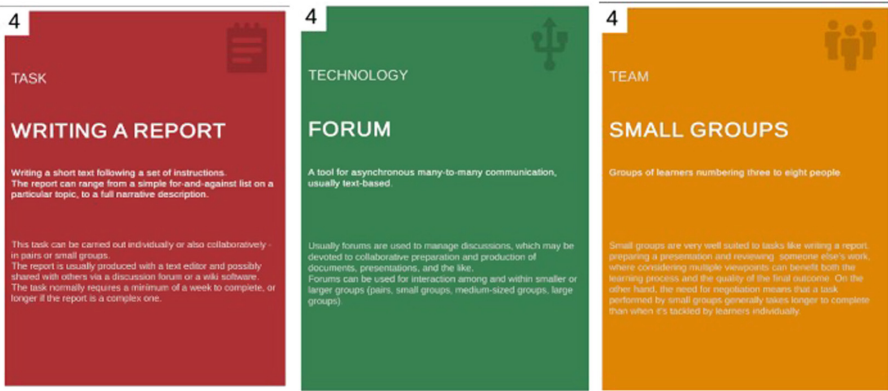 4
TASK
WRITING A REPORT
Writing a short text following a set of instructions.
The report can range from a simple for-and-against list on a
particular topic, to a full narrative description.
This task can be carried out individually or also collaboratively -
in pairs or small groups.
The report is usually produced with a text editor and possibly
shared with others via a discussion forum or a wiki software.
The task normally requires a minimum of a week to complete, or
longer if the report is a complex one.
4
TECHNOLOGY
FORUM
A tool for asynchronous many-to-many communication,
usually text-based.
Usually forums are used to manage discussions, which may be
devoted to collaborative preparation and production of
documents, presentations, and the like.
Forums can be used for interaction among and within smaller or
larger groups (pairs, small groups, medium-sized groups, large
groups)
4
TEAM
SMALL GROUPS
Groups of learners numbering three to eight people.
Small groups are very well suited to tasks like writing a report,
preparing a presentation and reviewing someone else's work,
where considering multiple viewpoints can benefit both the
learning process and the quality of the final outcome. On the
other hand, the need for negotiation means that a task
performed by small groups generally takes longer to complete
than when it's tackled by learners individually.